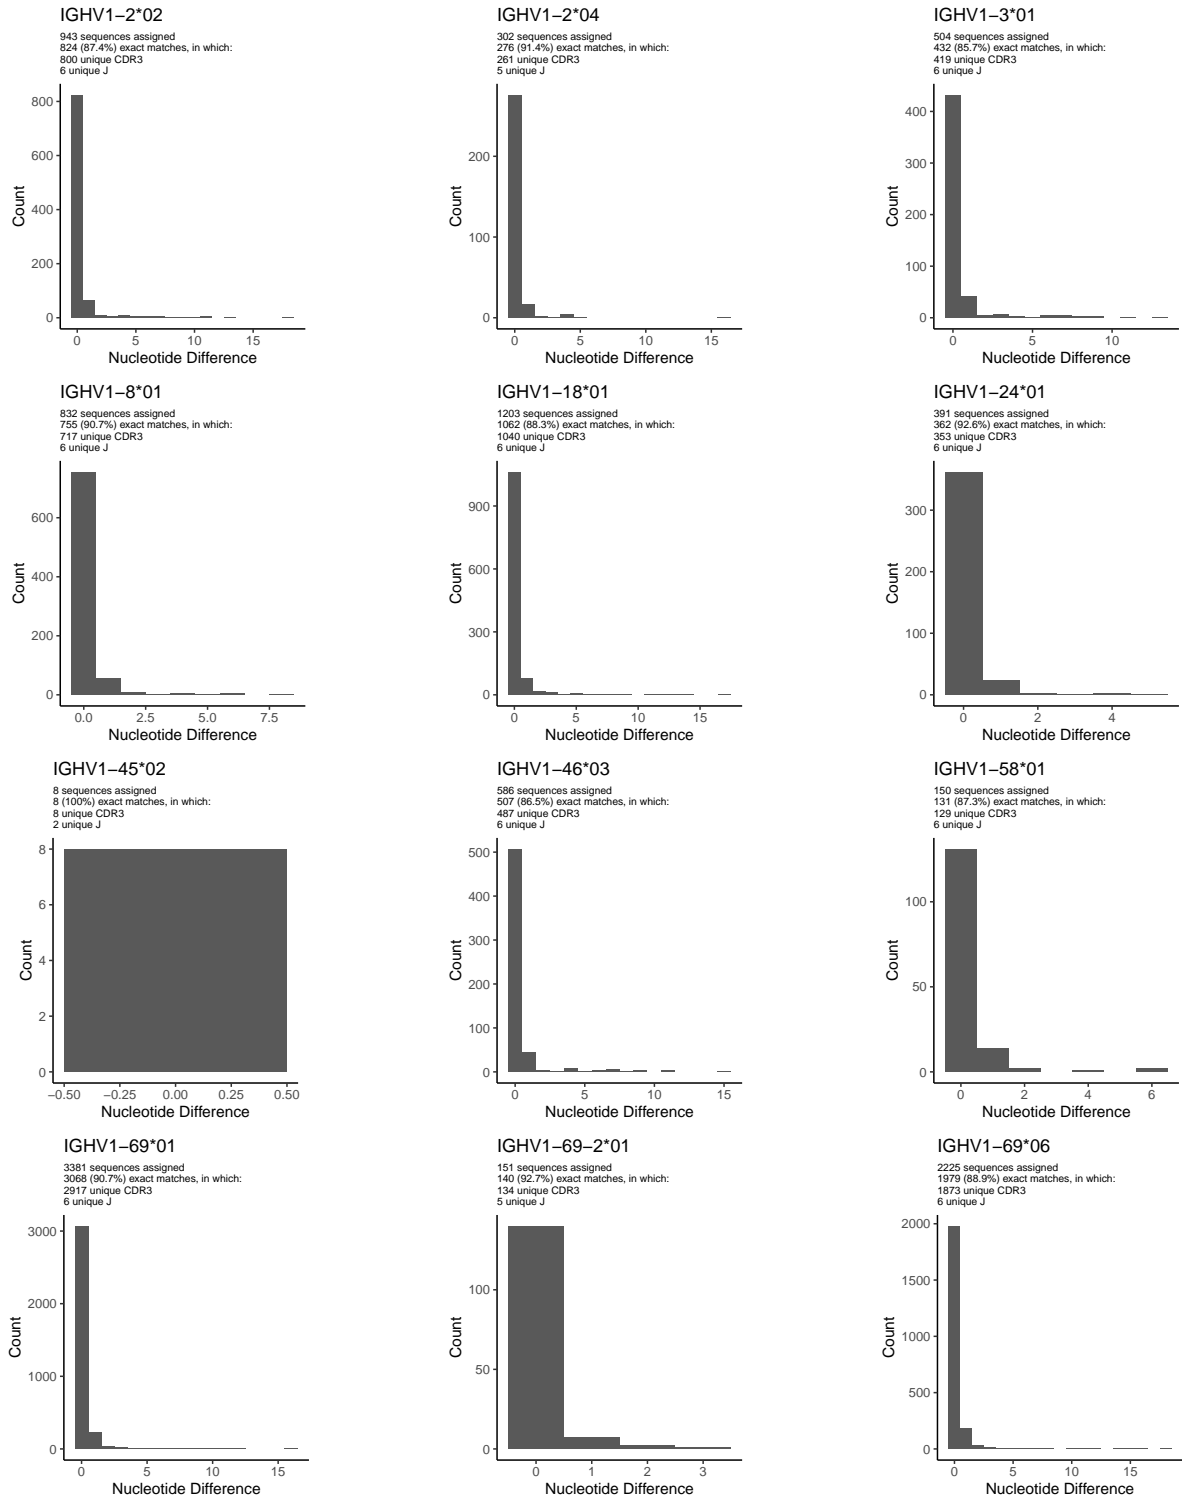 IGHV1−2*02
943 sequences assigned
824 (87.4%) exact matches, in which:
800 unique CDR3
6 unique J
800
600
400
200
0
Count
0 5 10 15
Nucleotide Difference
IGHV1−2*04
302 sequences assigned
276 (91.4%) exact matches, in which:
261 unique CDR3
5 unique J
200
100
0
Count
0 5 10 15
Nucleotide Difference
IGHV1−3*01
504 sequences assigned
432 (85.7%) exact matches, in which:
419 unique CDR3
6 unique J
400
300
200
100
0
Count
0 5 10
Nucleotide Difference
IGHV1−8*01
832 sequences assigned
755 (90.7%) exact matches, in which:
717 unique CDR3
6 unique J
600
400
200
0
Count
0.0 2.5 5.0 7.5
Nucleotide Difference
IGHV1−18*01
1203 sequences assigned
1062 (88.3%) exact matches, in which:
1040 unique CDR3
6 unique J
900
600
300
0
Count
0 5 10 15
Nucleotide Difference
IGHV1−24*01
391 sequences assigned
362 (92.6%) exact matches, in which:
353 unique CDR3
6 unique J
300
200
100
0
Count
0 2 4
Nucleotide Difference
IGHV1−45*02
8 sequences assigned
8 (100%) exact matches, in which:
8 unique CDR3
2 unique J
8
6
4
2
0
Count
−0.50 −0.25 0.00 0.25 0.50
Nucleotide Difference
IGHV1−46*03
586 sequences assigned
507 (86.5%) exact matches, in which:
487 unique CDR3
6 unique J
500
400
300
200
100
0
Count
0 5 10 15
Nucleotide Difference
IGHV1−58*01
150 sequences assigned
131 (87.3%) exact matches, in which:
129 unique CDR3
6 unique J
100
50
0
Count
0 2 4 6
Nucleotide Difference
IGHV1−69*01
3381 sequences assigned
3068 (90.7%) exact matches, in which:
2917 unique CDR3
6 unique J
3000
2000
1000
0
Count
0 5 10 15
Nucleotide Difference
IGHV1−69−2*01
151 sequences assigned
140 (92.7%) exact matches, in which:
134 unique CDR3
5 unique J
100
50
0
Count
0 1 2 3
Nucleotide Difference
IGHV1−69*06
2225 sequences assigned
1979 (88.9%) exact matches, in which:
1873 unique CDR3
6 unique J
2000
1500
1000
500
0
Count
0 5 10 15
Nucleotide Difference